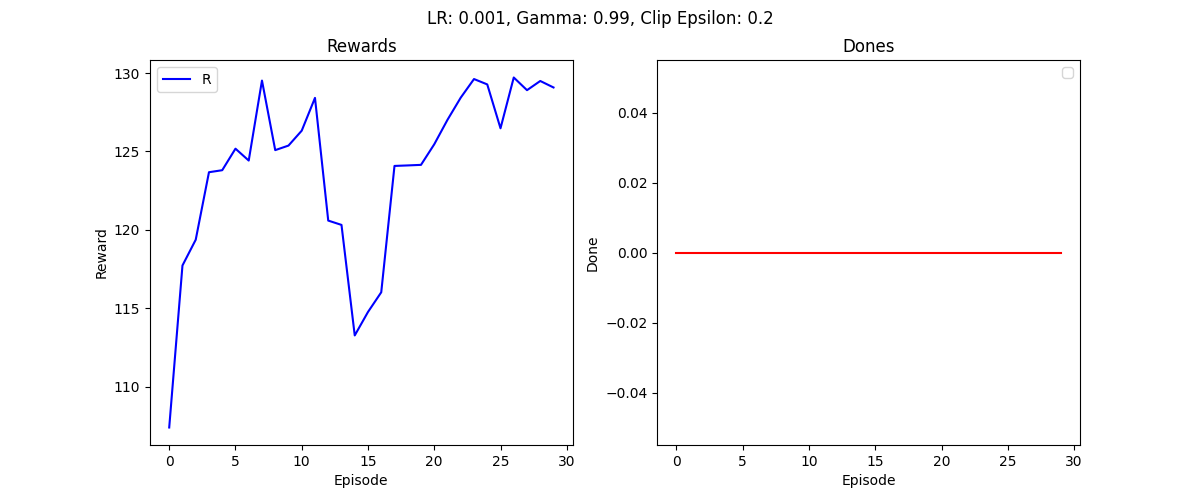 LR: 0.001, Gamma: 0.99, Clip Epsilon: 0.2
Rewards
R
130
125
120
115
110
Reward
0 5 10 15 20 25 30
Episode
Dones
0.04
0.02
0.00
−0.02
−0.04
Done
0 5 10 15 20 25 30
Episode